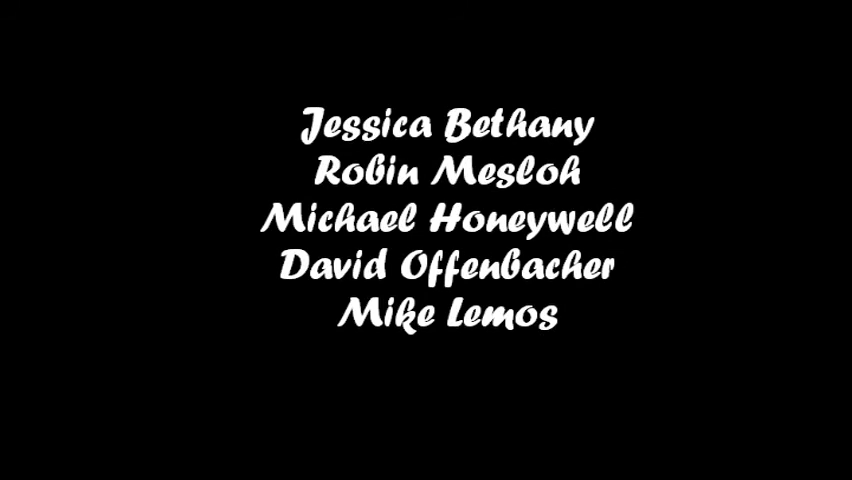 Jessica Bethany
Robin Mesloh
Michael Honeywell
David Offenbacher
Mike Lemos